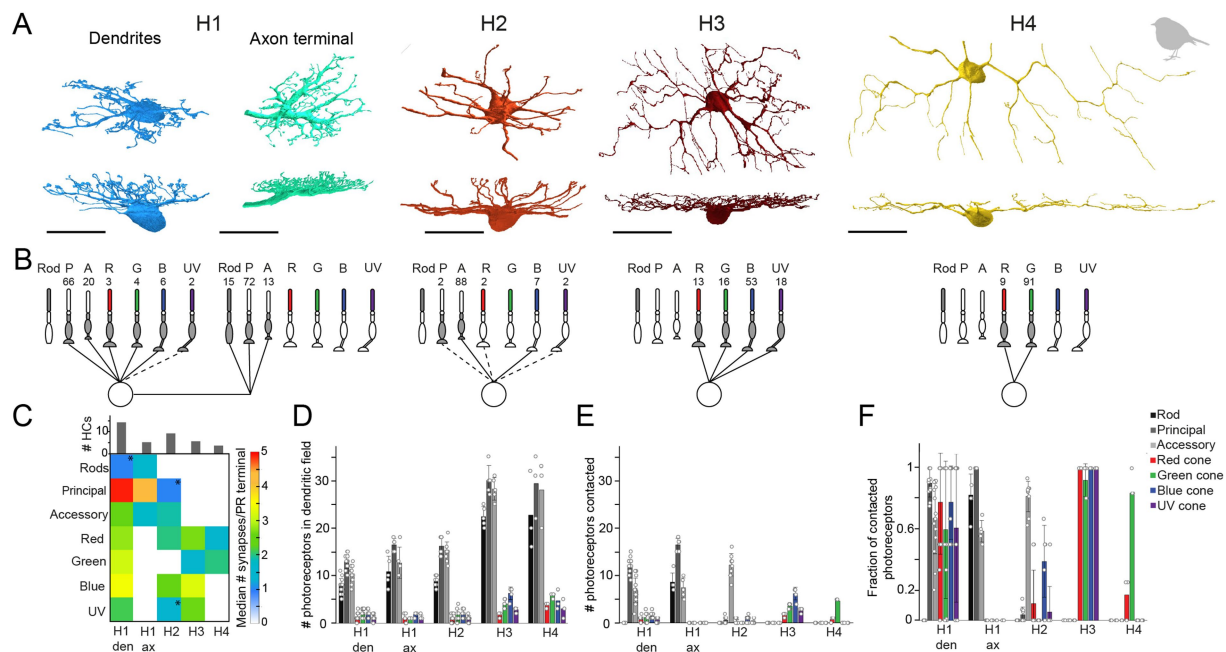 A
H1
H2
H3
H4
Dendrites
Axon terminal
B
Rod P A R G B UV
66 20 3 4 6 2
Rod P A R G B UV
15 72 13
Rod P A R G B UV
2 88 2 7 2
Rod P A R G B UV
13 16 53 18
Rod P A R G B UV
9 91
C
# HCs
10
0
Rods
Principal
Accessory
Red
Green
Blue
UV
*
*
*
H1 H1 H2 H3 H4
den ax
5
4
3
2
1
0
Median # synapses/PR terminal
D
# photoreceptors in dendritic field
30
20
10
0
H1 H1 H2 H3 H4
den ax
E
# photoreceptors contacted
30
20
10
0
H1 H1 H2 H3 H4
den ax
F
Fraction of contacted
photoreceptors
1
0.6
0.2
0
H1 H1 H2 H3 H4
den ax
Rod
Principal
Accessory
Red cone
Green cone
Blue cone
UV cone